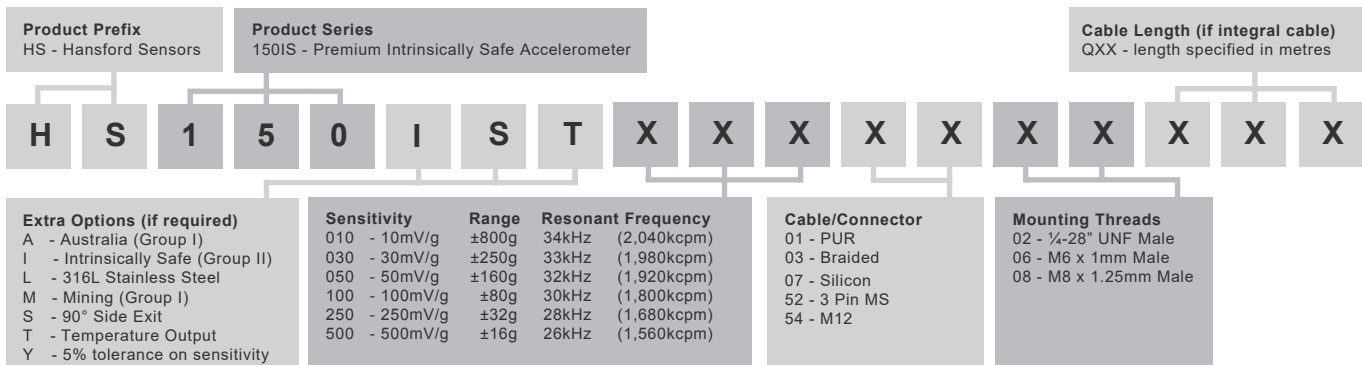 Product Prefix
HS - Hansford Sensors
Product Series
150IS - Premium Intrinsically Safe Accelerometer
Cable Length (if integral cable)
QXX - length specified in metres
H S 1 5 0 I S T X X X X X X X X X X
Extra Options (if required)
A - Australia (Group I)
I - Intrinsically Safe (Group II)
L - 316L Stainless Steel
M - Mining (Group I)
S - 90° Side Exit
T - Temperature Output
Y - 5% tolerance on sensitivity
Sensitivity Range Resonant Frequency
010 - 10mV/g ±800g 34kHz (2,040kcpm)
030 - 30mV/g ±250g 33kHz (1,980kcpm)
050 - 50mV/g ±160g 32kHz (1,920kcpm)
100 - 100mV/g ±80g 30kHz (1,800kcpm)
250 - 250mV/g ±32g 28kHz (1,680kcpm)
500 - 500mV/g ±16g 26kHz (1,560kcpm)
Cable/Connector
01 - PUR
03 - Braided
07 - Silicon
52 - 3 Pin MS
54 - M12
Mounting Threads
02 - ¼-28” UNF Male
06 - M6 x 1mm Male
08 - M8 x 1.25mm Male